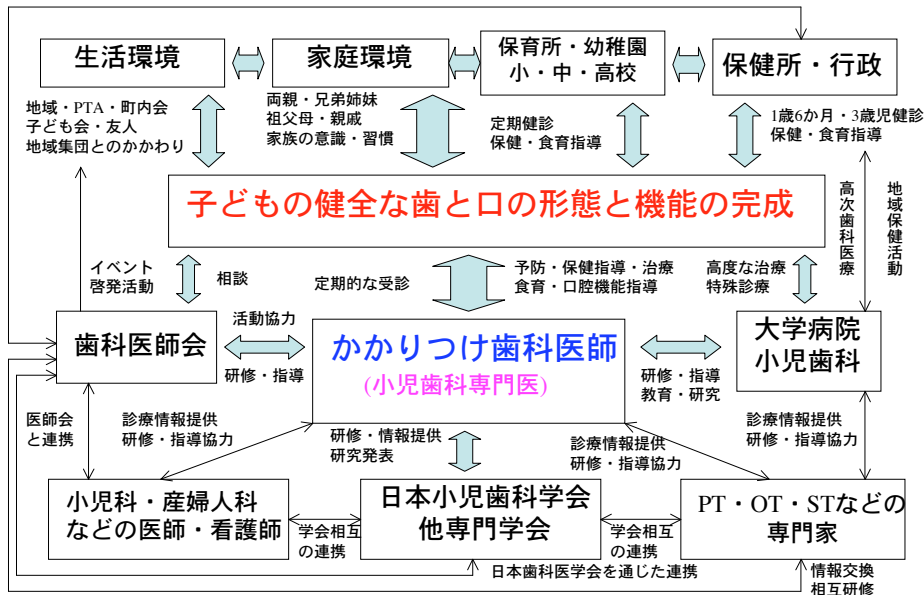 生活環境
家庭環境
保育所・幼稚園
小・中・高校
保健所・行政
地域・PTA・町内会
子ども会・友人
地域集団とのかかわり
両親・兄弟姉妹
祖父母・親戚
家族の意識・習慣
定期健診
保健・食育指導
1歳6か月・3歳児健診
保健・食育指導
子どもの健全な歯と口の形態と機能の完成
高次歯科医療
地域保健活動
イベント
啓発活動
相談
定期的な受診
予防・保健指導・治療
食育・口腔機能指導
高度な治療
特殊診療
歯科医師会
活動協力
研修・指導
かかりつけ歯科医師
(小児歯科専門医)
研修・指導
教育・研究
大学病院
小児歯科
医師会
と連携
診療情報提供
研修・指導協力
研修・情報提供
研究発表
診療情報提供
研修・指導協力
診療情報提供
研修・指導協力
小児科・産婦人科
などの医師・看護師
学会相互
の連携
日本小児歯科学会
他専門学会
学会相互
の連携
PT・OT・STなどの
専門家
日本歯科医学会を通じた連携
情報交換
相互研修